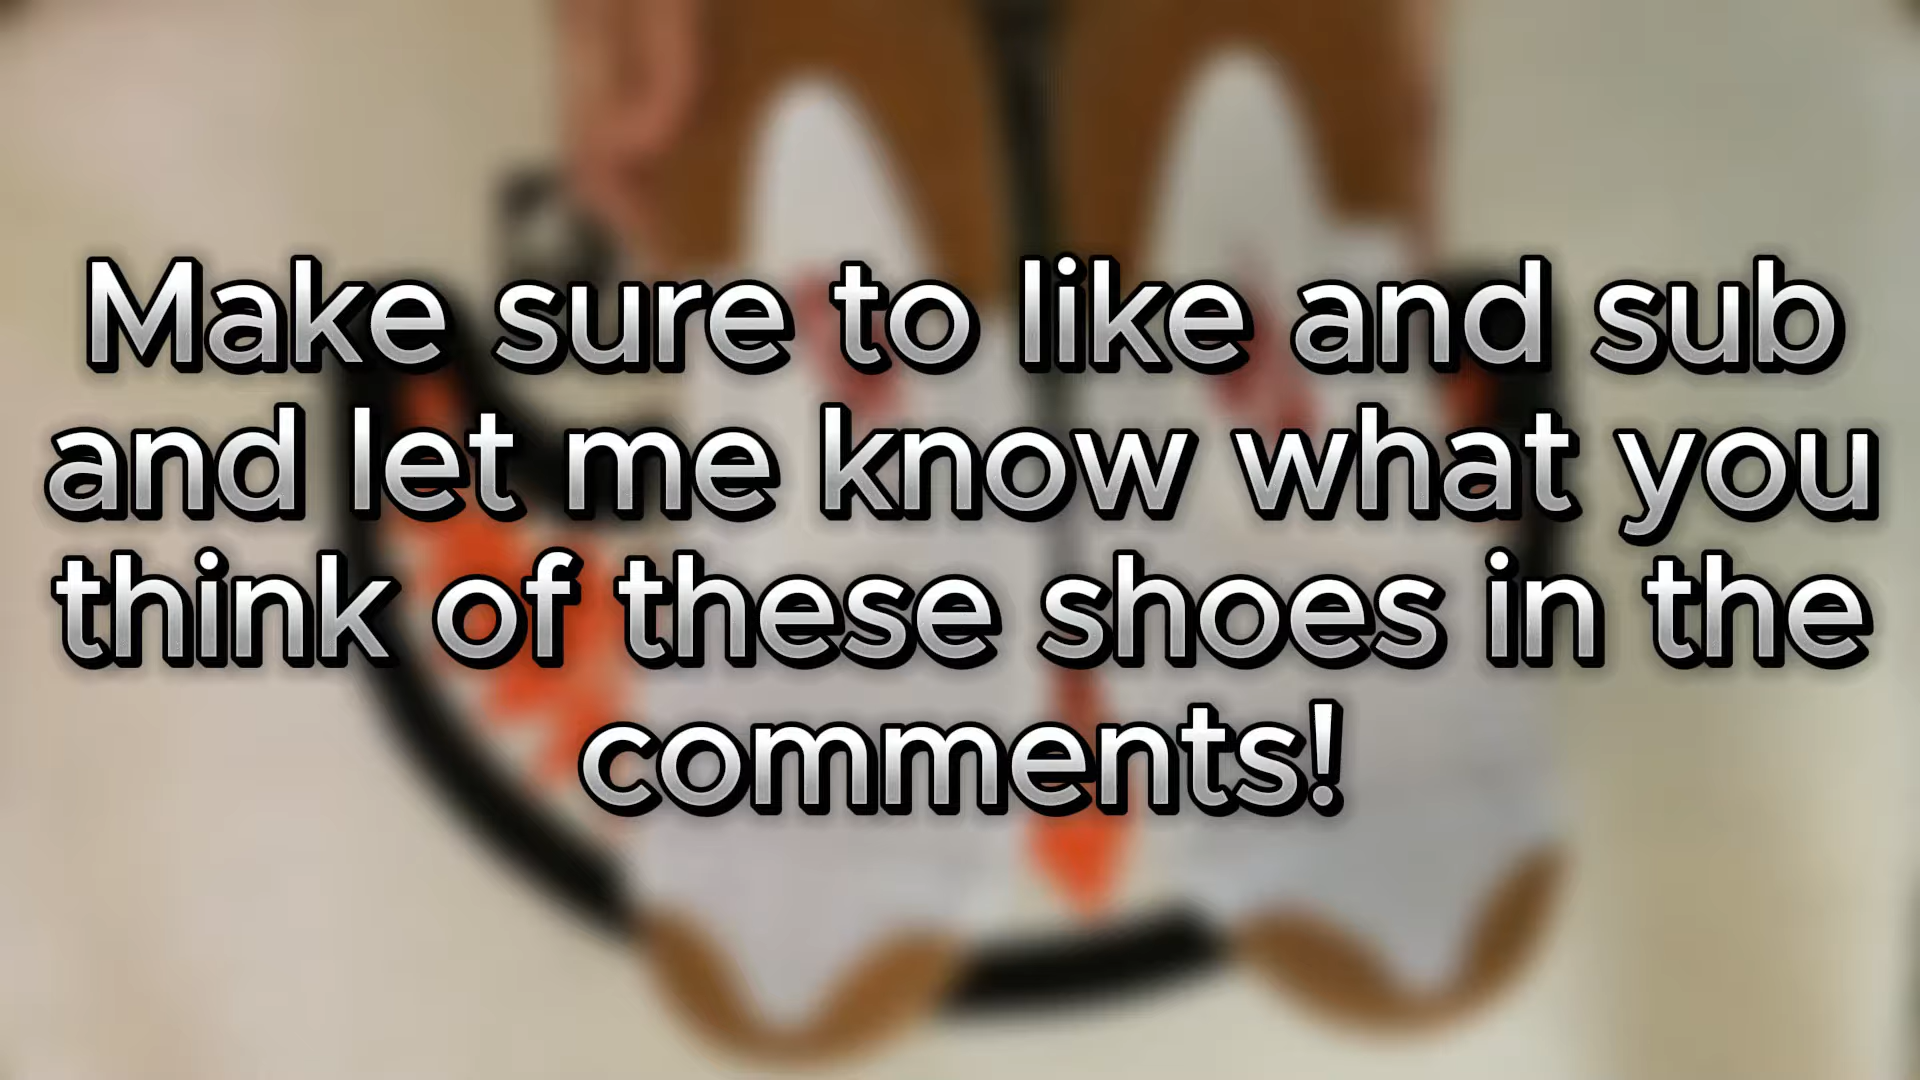 Make sure to like and sub
and let me know what you
think of these shoes in the
comments!